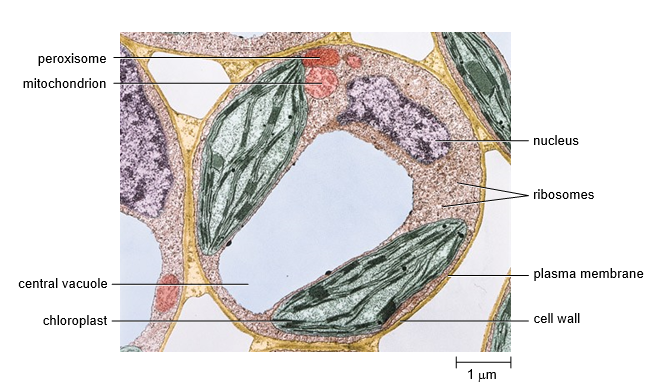 peroxisome
mitochondrion
nucleus
ribosomes
plasma membrane
central vacuole
chloroplast
cell wall
1 μm